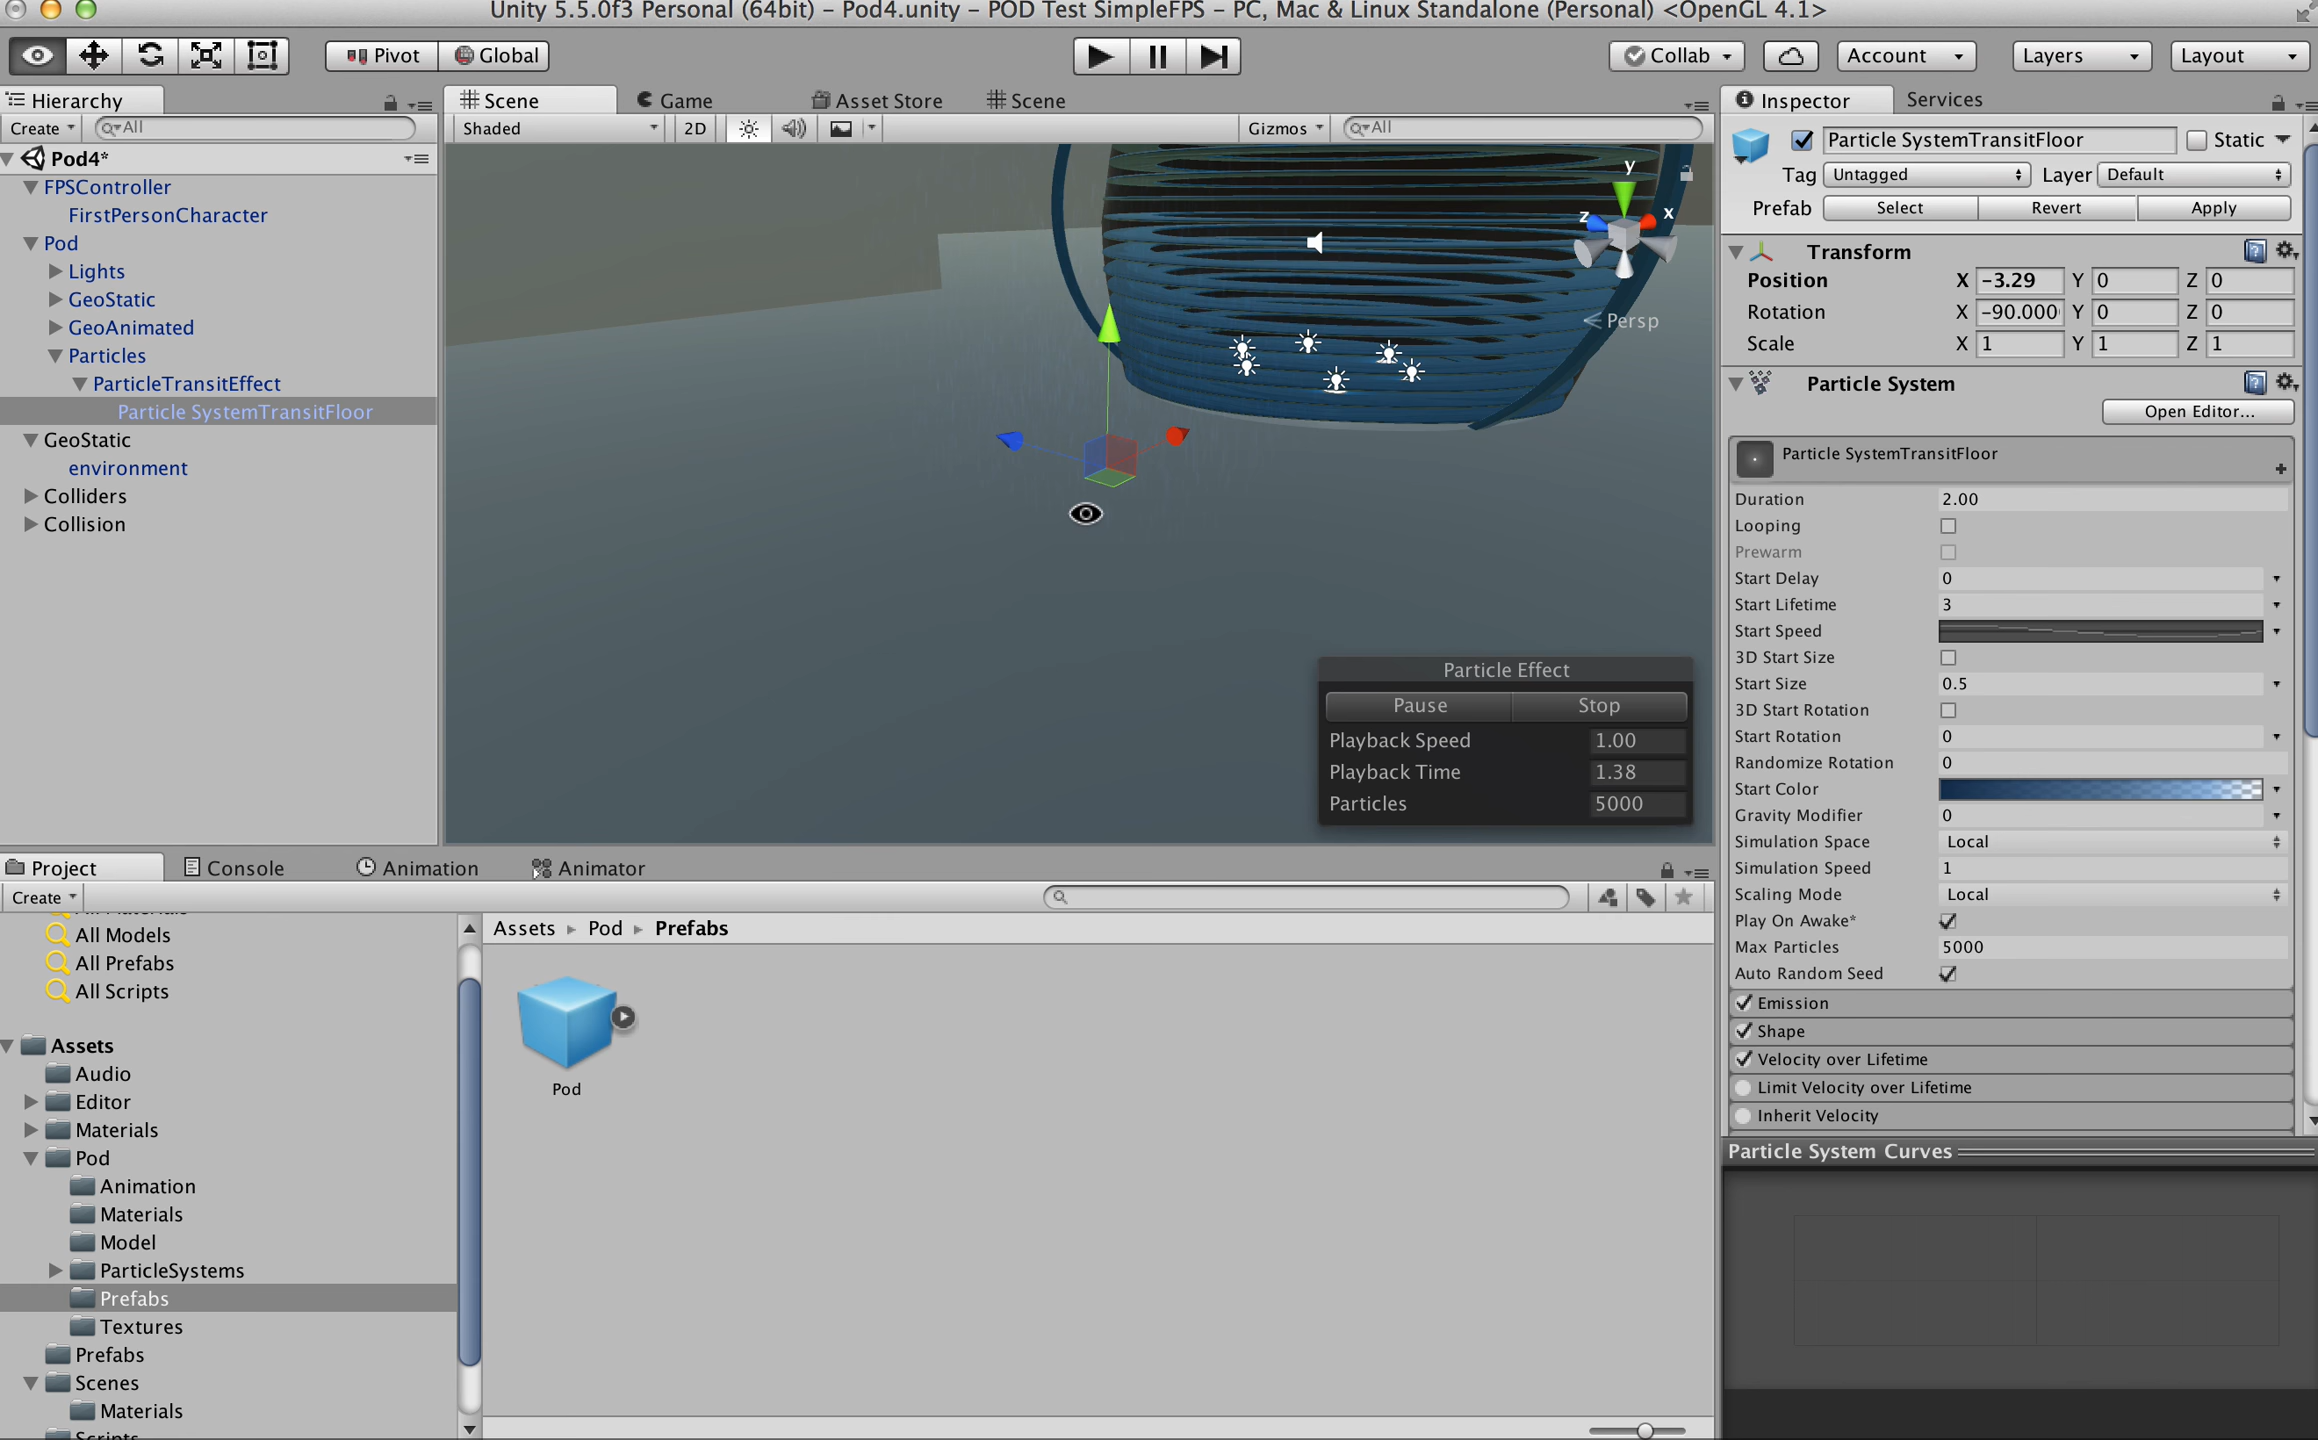 Unity 5.5.0f3 Personal (64bit) – Pod4.unity – POD Test SimpleFPS – PC, Mac & Linux Standalone (Personal) <OpenGL 4.1>
Pivot Global Collab Account Layers Layout
Hierarchy
Create All
Pod4*
FPSController
FirstPersonCharacter
Pod
Lights
GeoStatic
GeoAnimated
Particles
ParticleTransitEffect
Particle SystemTransitFloor
GeoStatic
environment
Colliders
Collision
Scene Game Asset Store Scene
Shaded 2D Gizmos All
y
z x
Persp
Particle Effect
Pause Stop
Playback Speed 1.00
Playback Time 1.38
Particles 5000
Inspector Services
Particle SystemTransitFloor Static
Tag Untagged Layer Default
Prefab Select Revert Apply
Transform
Position X -3.29 Y 0 Z 0
Rotation X -90.000 Y 0 Z 0
Scale X 1 Y 1 Z 1
Particle System
Open Editor...
Particle SystemTransitFloor
Duration 2.00
Looping
Prewarm
Start Delay 0
Start Lifetime 3
Start Speed
3D Start Size
Start Size 0.5
3D Start Rotation
Start Rotation 0
Randomize Rotation 0
Start Color
Gravity Modifier 0
Simulation Space Local
Simulation Speed 1
Scaling Mode Local
Play On Awake*
Max Particles 5000
Auto Random Seed
Emission
Shape
Velocity over Lifetime
Limit Velocity over Lifetime
Inherit Velocity
Particle System Curves
Project Console Animation Animator
Create
All Models
All Prefabs
All Scripts
Assets
Audio
Editor
Materials
Pod
Animation
Materials
Model
ParticleSystems
Prefabs
Textures
Prefabs
Scenes
Materials
Scripts
Assets Pod Prefabs
Pod